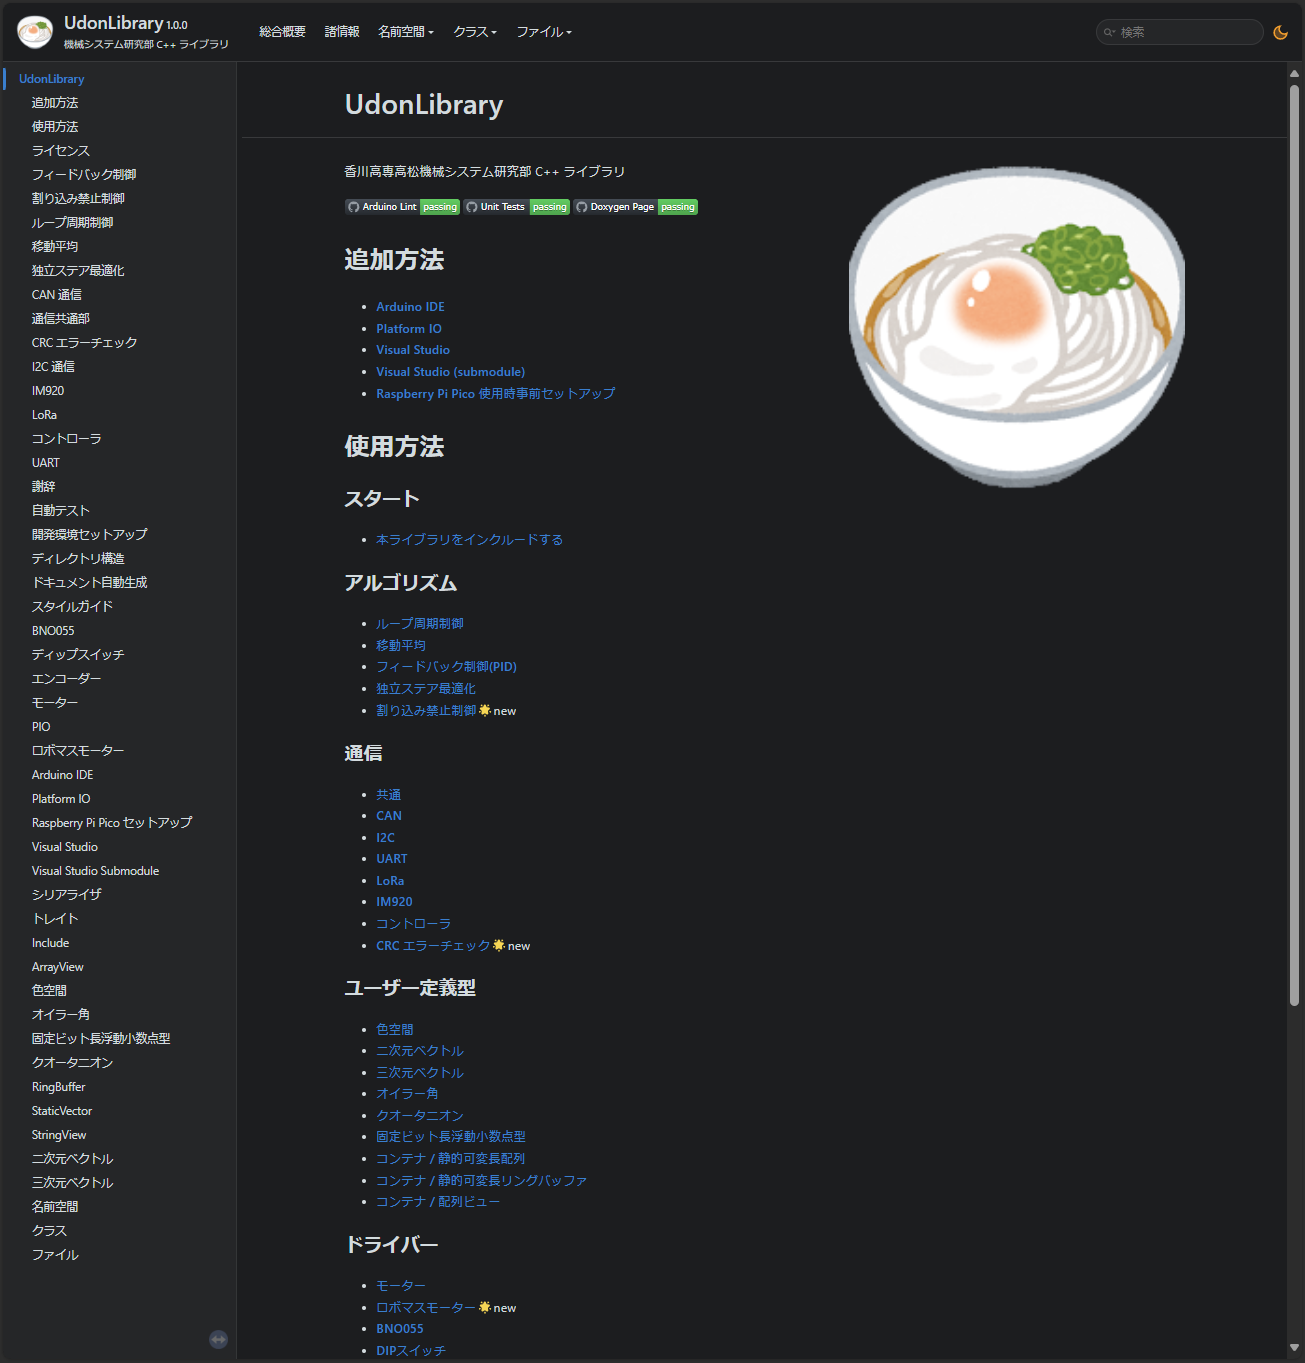 UdonLibrary 1.0.0
機械システム研究部 C++ ライブラリ
総合概要 諸情報 名前空間 クラス ファイル
検索
UdonLibrary
追加方法
使用方法
ライセンス
フィードバック制御
割り込み禁止制御
ループ周期制御
移動平均
独立ステア最適化
CAN 通信
通信共通部
CRC エラーチェック
I2C 通信
IM920
LoRa
コントローラ
UART
謝辞
自動テスト
開発環境セットアップ
ディレクトリ構造
ドキュメント自動生成
スタイルガイド
BNO055
ディップスイッチ
エンコーダー
モーター
PIO
ロボマスモーター
Arduino IDE
Platform IO
Raspberry Pi Pico セットアップ
Visual Studio
Visual Studio Submodule
シリアライザ
トレイト
Include
ArrayView
色空間
オイラー角
固定ビット長浮動小数点型
クオータニオン
RingBuffer
StaticVector
StringView
二次元ベクトル
三次元ベクトル
名前空間
クラス
ファイル
UdonLibrary
香川高専高松機械システム研究部 C++ ライブラリ
Arduino Lint passing Unit Tests passing Doxygen Page passing
追加方法
Arduino IDE
Platform IO
Visual Studio
Visual Studio (submodule)
Raspberry Pi Pico 使用時事前セットアップ
使用方法
スタート
本ライブラリをインクルードする
アルゴリズム
ループ周期制御
移動平均
フィードバック制御(PID)
独立ステア最適化
割り込み禁止制御🌟new
通信
共通
CAN
I2C
UART
LoRa
IM920
コントローラ
CRC エラーチェック🌟new
ユーザー定義型
色空間
二次元ベクトル
三次元ベクトル
オイラー角
クオータニオン
固定ビット長浮動小数点型
コンテナ / 静的可変長配列
コンテナ / 静的可変長リングバッファ
コンテナ / 配列ビュー
ドライバー
モーター
ロボマスモーター🌟new
BNO055
DIPスイッチ